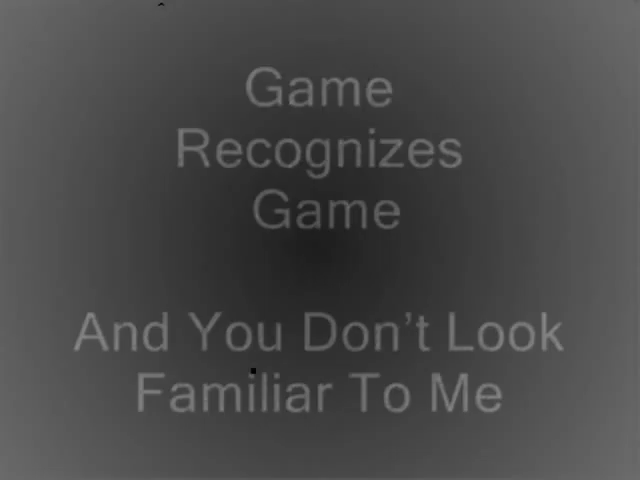 Game
Recognizes
Game
And You Don't Look
Familiar To Me